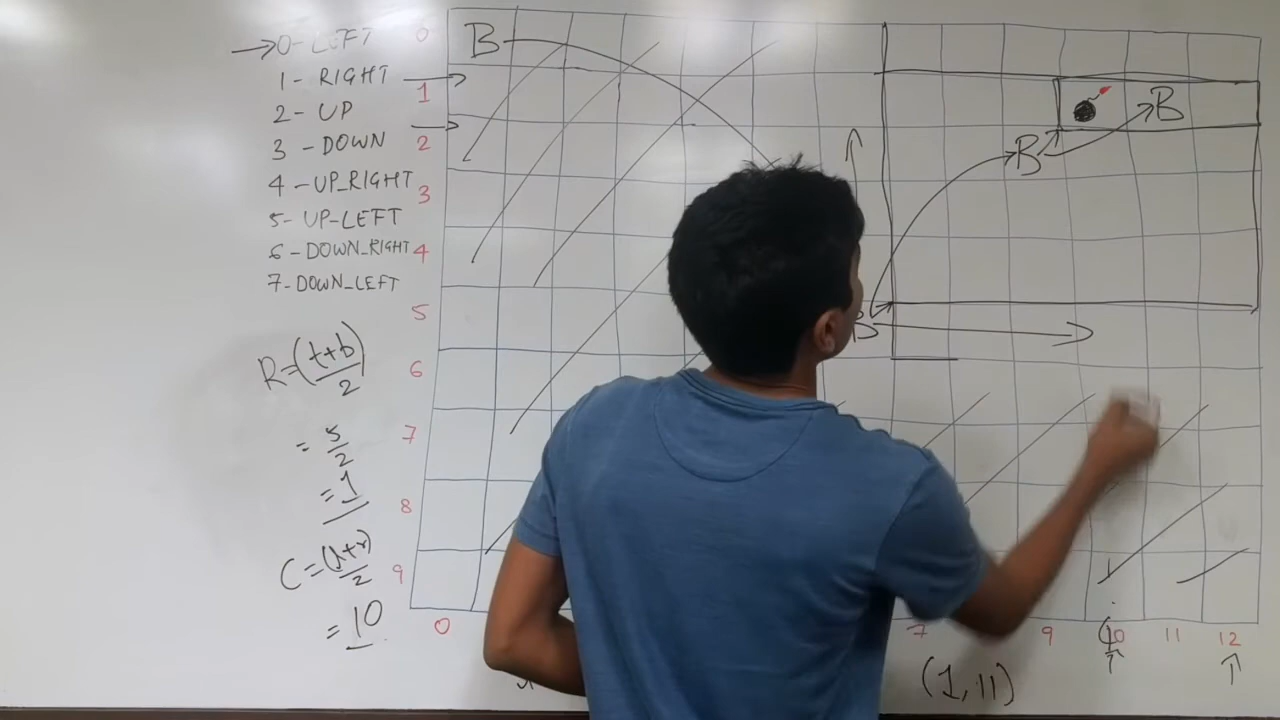 0-LEFT
1 - RIGHT
2 - UP
3 - DOWN
4 - UP_RIGHT
5- UP-LEFT
6 - DOWN_RIGHT
7- DOWN_LEFT
R=(t+b)/2
= 5/2
= 1
C=(l+r)/2
= 10
0
1
2
3
4
5
6
7
8
9
B
B
B
B
0
7
9
10
11
12
(1,11)